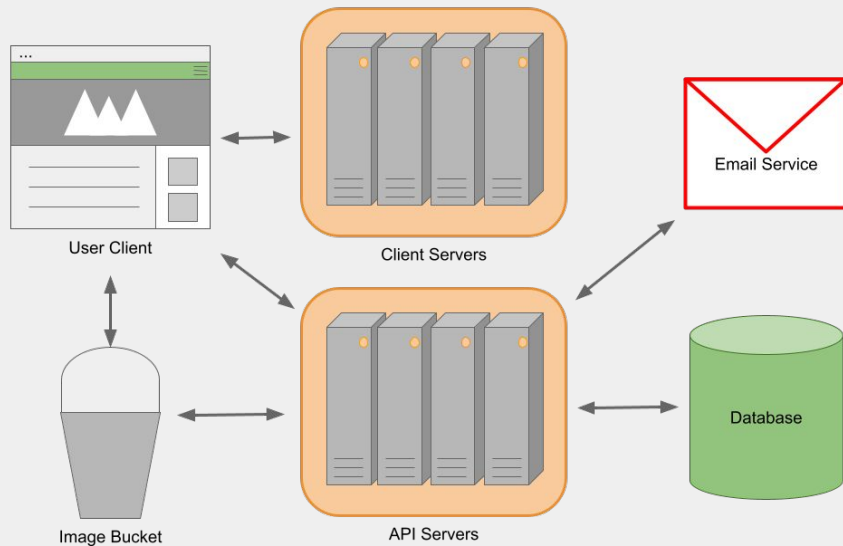 ...
User Client
Client Servers
Email Service
Image Bucket
API Servers
Database